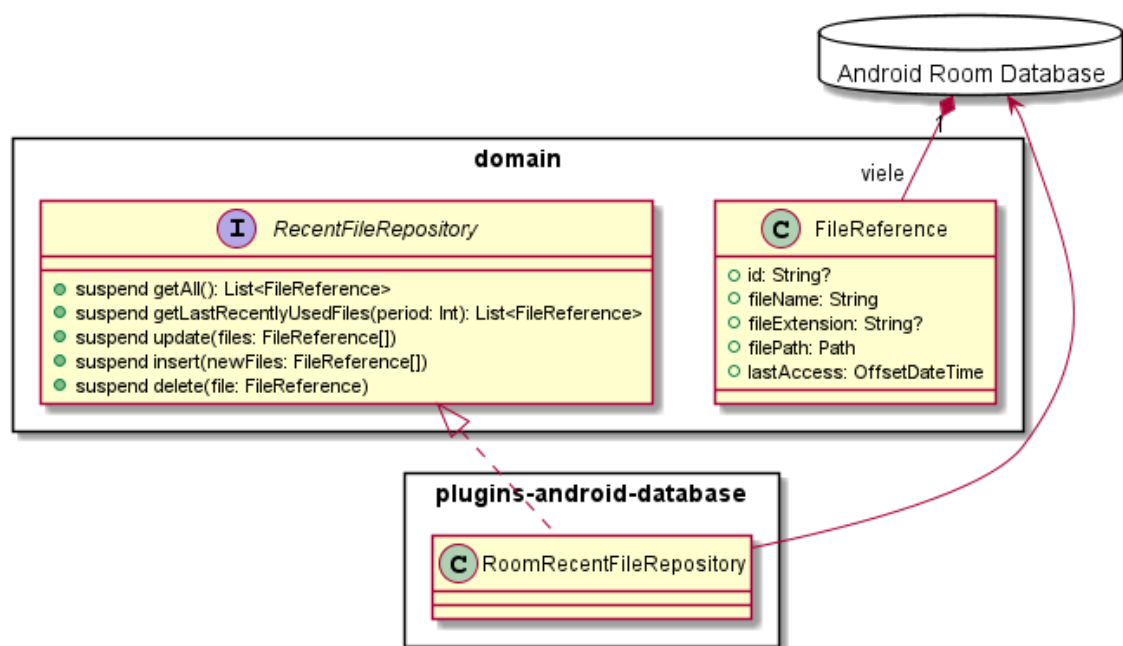 Android Room Database
1
domain
viele
I RecentFileRepository
suspend getAll(): List<FileReference>
suspend getLastRecentlyUsedFiles(period: Int): List<FileReference>
suspend update(files: FileReference[])
suspend insert(newFiles: FileReference[])
suspend delete(file: FileReference)
C FileReference
id: String?
fileName: String
fileExtension: String?
filePath: Path
lastAccess: OffsetDateTime
plugins-android-database
C RoomRecentFileRepository